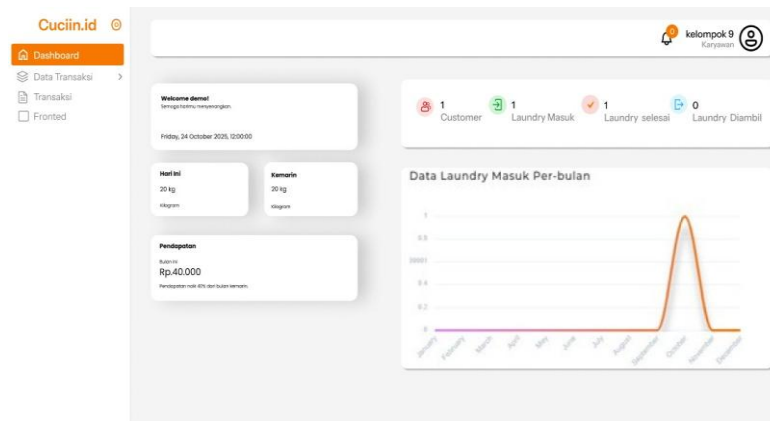 Cuciin.id
Dashboard
Data Transaksi
Transaksi
Fronted
0
kelompok 9
Karyawan
Welcome demo!
Semoga harimu menyenangkan.
Friday, 24 October 2025, 12:00:00
Hari Ini
20 kg
Kilogram
Kemarin
20 kg
Kilogram
Pendapatan
Bulan ini
Rp.40.000
Pendapatan naik 40% dari bulan kemarin.
1
Customer
1
Laundry Masuk
1
Laundry selesai
0
Laundry Diambil
Data Laundry Masuk Per-bulan
1
0.4
0.2
0
January
February
March
April
May
June
July
August
September
October
November
December